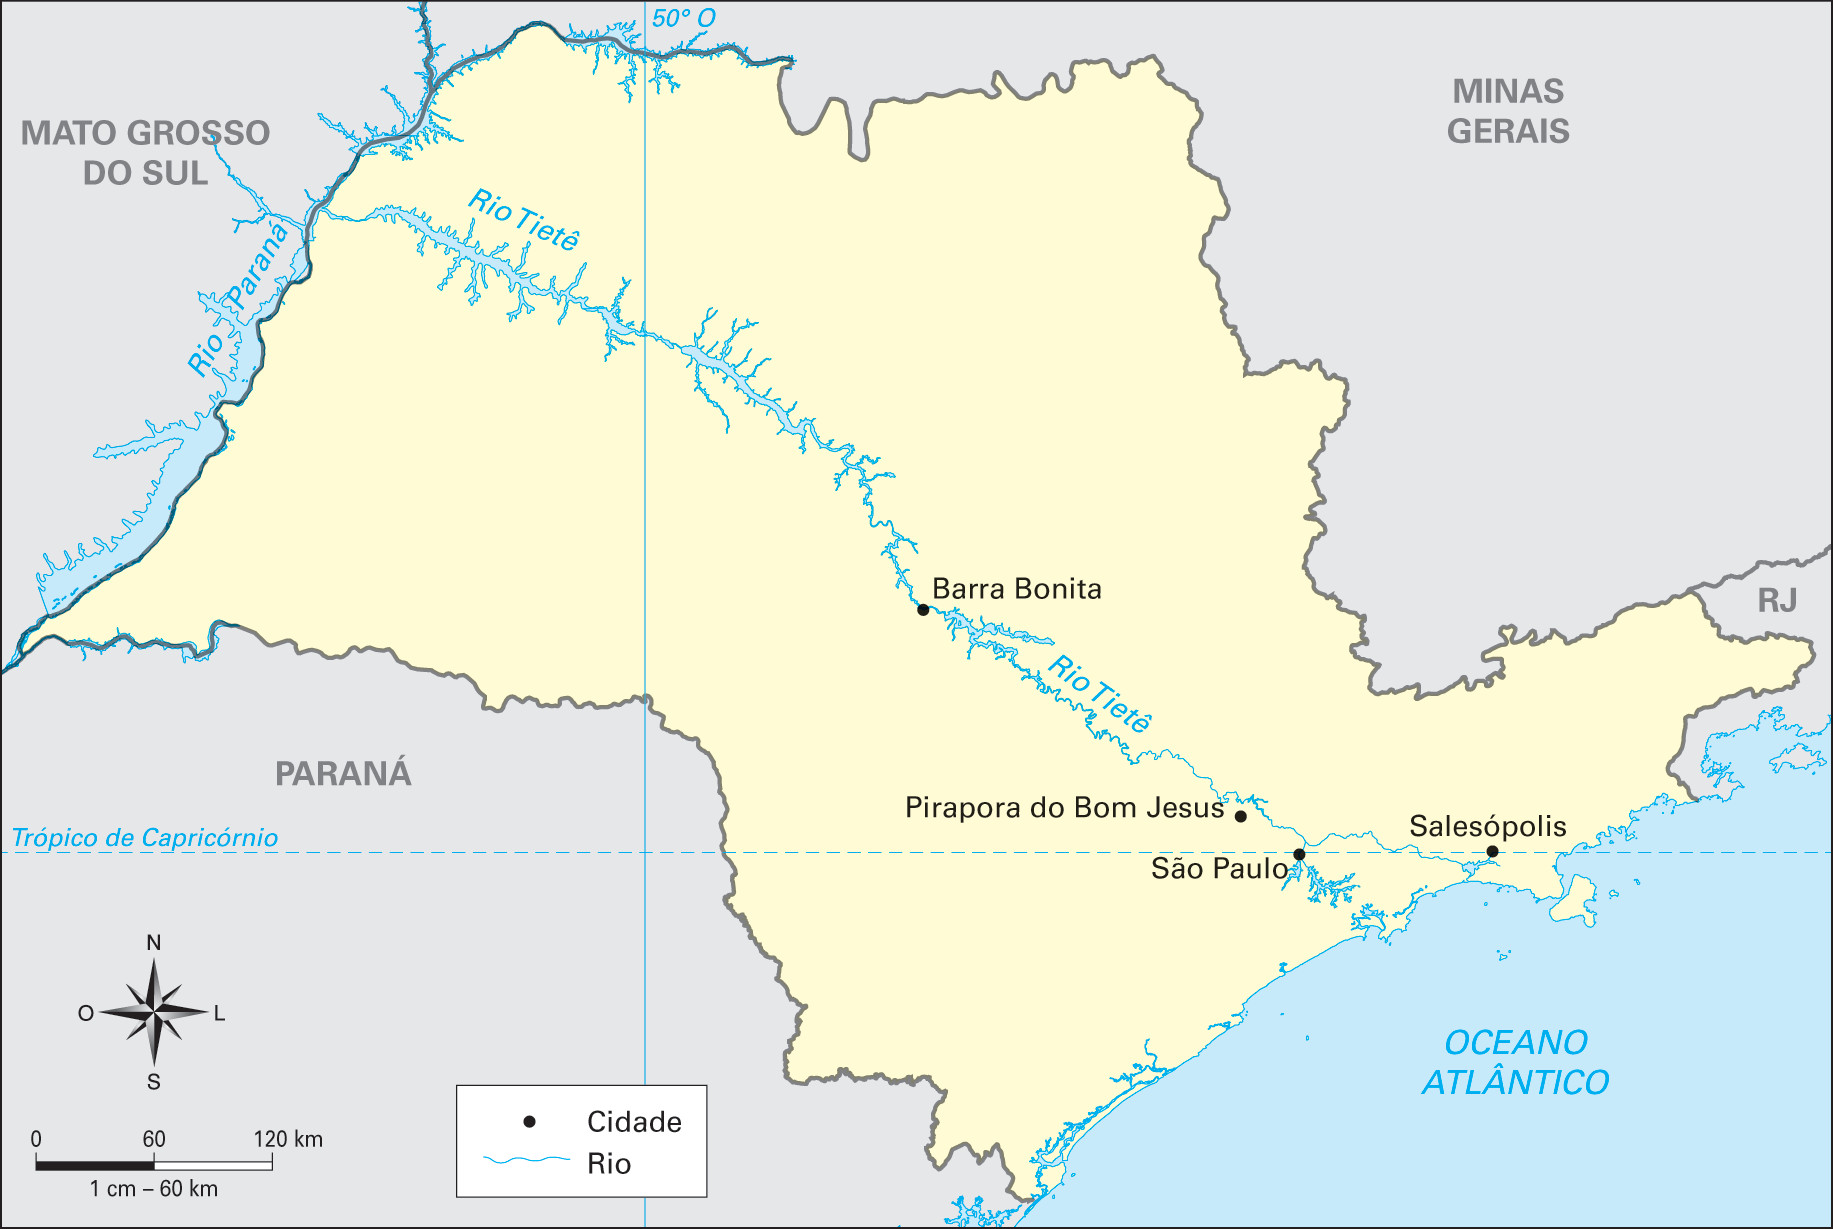 50° O
MINAS
GERAIS
MATO GROSSO
DO SUL
Rio Tietê
Rio Paraná
Barra Bonita
RJ
Rio Tietê
PARANÁ
Pirapora do Bom Jesus
Salesópolis
Trópico de Capricórnio
São Paulo
N
O
L
S
OCEANO
ATLÂNTICO
Cidade
Rio
0 60 120 km
1 cm – 60 km